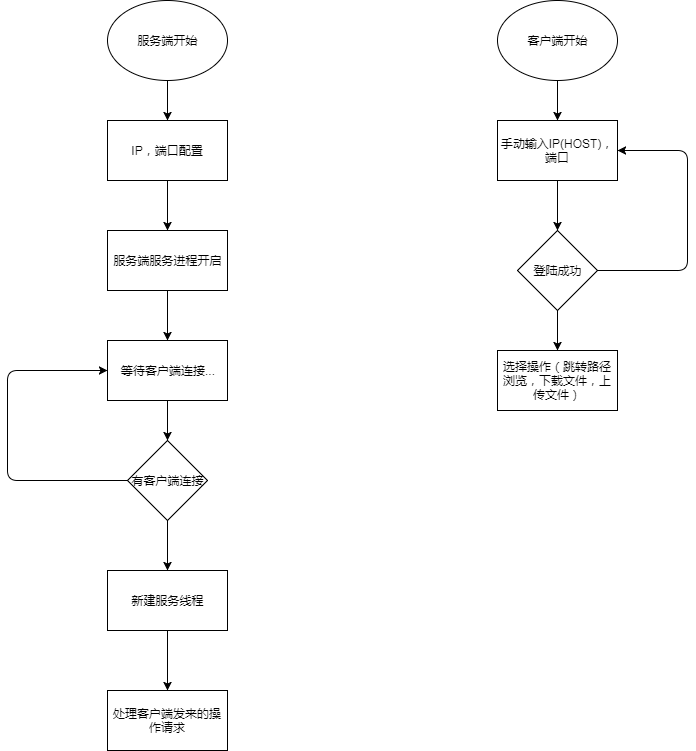 服务端开始
IP，端口配置
服务端服务进程开启
等待客户端连接...
有客户端连接
新建服务线程
处理客户端发来的操
作请求
客户端开始
手动输入IP(HOST)，
端口
登陆成功
选择操作（跳转路径
浏览，下载文件，上
传文件）